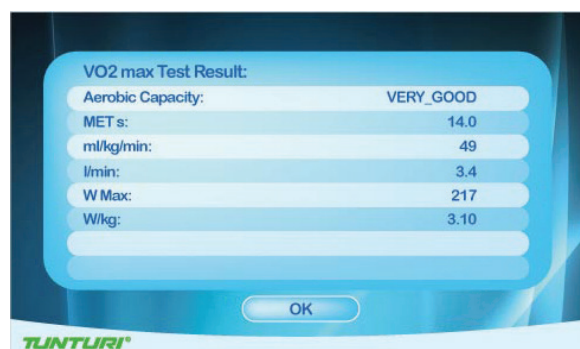 VO2 max Test Result:
Aerobic Capacity: VERY_GOOD
METs: 14.0
ml/kg/min: 49
l/min: 3.4
W Max: 217
W/kg: 3.10
OK
TUNTURI®